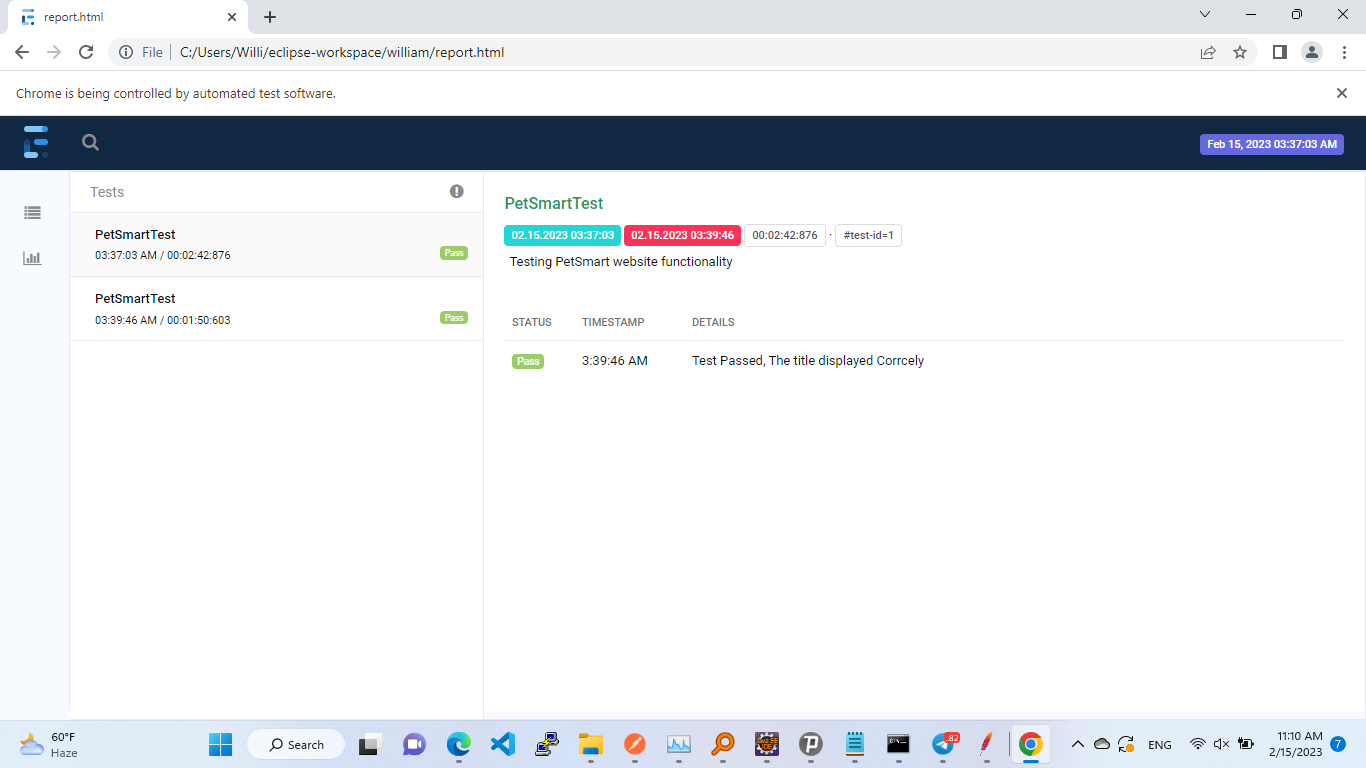 report.html
File
C:/Users/Willi/eclipse-workspace/william/report.html
Chrome is being controlled by automated test software.
Feb 15, 2023 03:37:03 AM
Tests
PetSmartTest
03:37:03 AM / 00:02:42:876
Pass
PetSmartTest
03:39:46 AM / 00:01:50:603
Pass
PetSmartTest
02.15.2023 03:37:03 02.15.2023 03:39:46 00:02:42:876 · #test-id=1
Testing PetSmart website functionality
STATUS TIMESTAMP DETAILS
Pass 3:39:46 AM Test Passed, The title displayed Corrcely
60°F
Haze
Search
JAVA EE
IDE
82
ENG
11:10 AM
2/15/2023
7